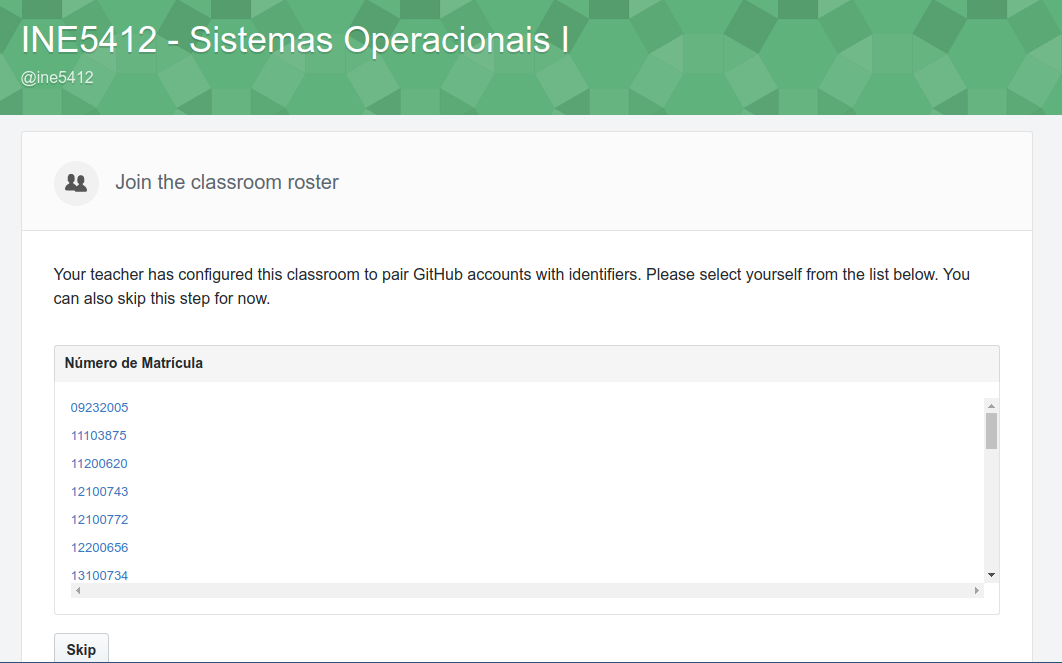 INE5412 - Sistemas Operacionais I
@ine5412
Join the classroom roster
Your teacher has configured this classroom to pair GitHub accounts with identifiers. Please select yourself from the list below. You
can also skip this step for now.
Número de Matrícula
09232005
11103875
11200620
12100743
12100772
12200656
13100734
Skip